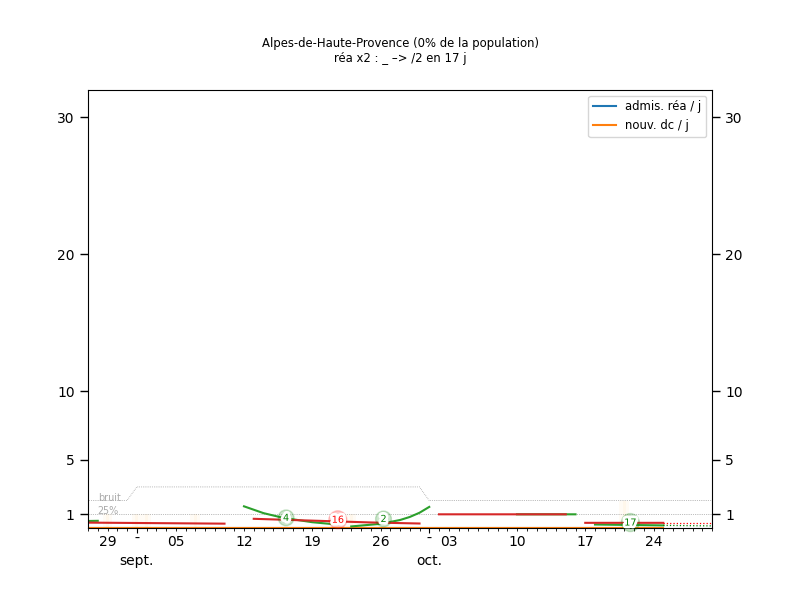 Alpes-de-Haute-Provence (0% de la population)
réa x2 : _ –> /2 en 17 j
admis. réa / j
nouv. dc / j
30 30
20 20
10 10
5 5
bruit
25%
1 1
4 16 2 17
29 - 05 12 19 26 - 03 10 17 24
sept. oct.